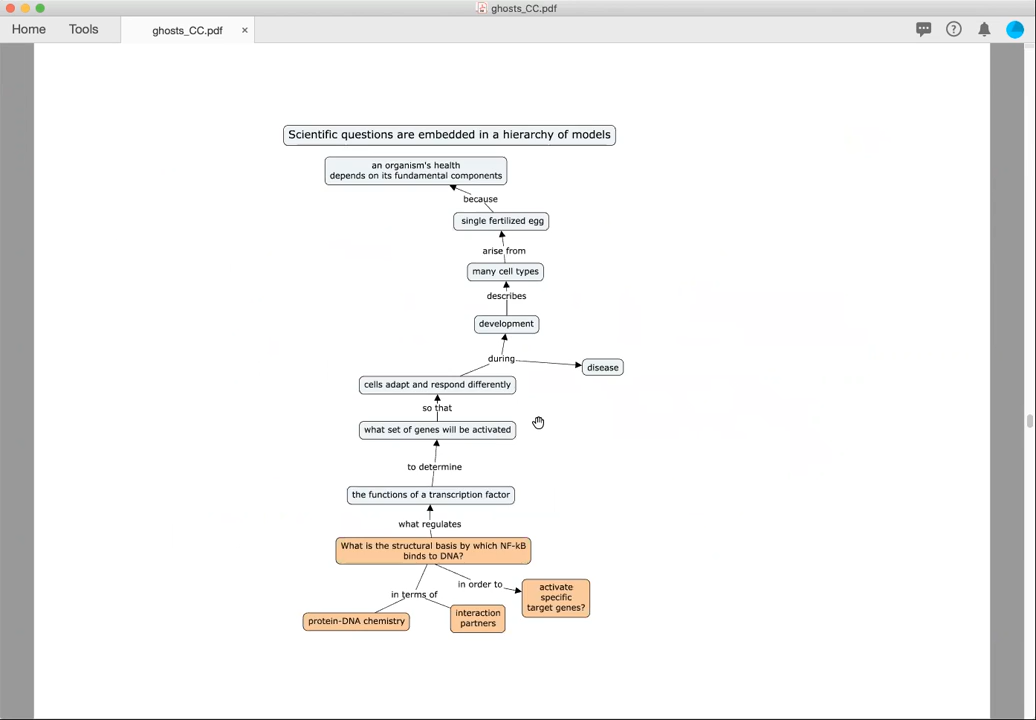 ghosts_CC.pdf
Home
Tools
ghosts_CC.pdf
×
?
Scientific questions are embedded in a hierarchy of models
an organism's health
depends on its fundamental components
because
single fertilized egg
arise from
many cell types
describes
development
during
disease
cells adapt and respond differently
so that
what set of genes will be activated
to determine
the functions of a transcription factor
what regulates
What is the structural basis by which NF-kB
binds to DNA?
in order to
activate
specific
target genes?
in terms of
interaction
partners
protein-DNA chemistry